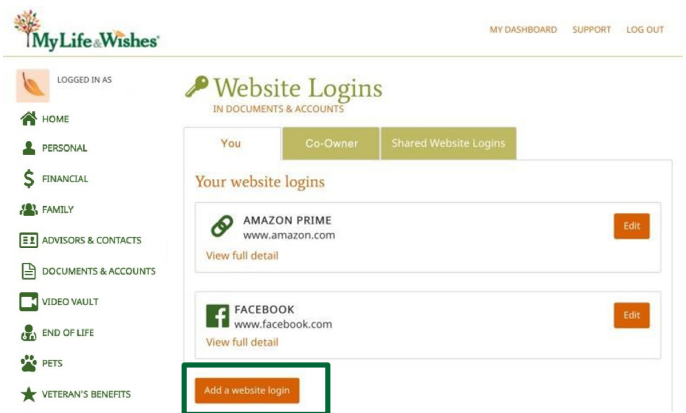 MyLife&Wishes®
MY DASHBOARD SUPPORT LOG OUT
LOGGED IN AS
HOME
PERSONAL
FINANCIAL
FAMILY
ADVISORS & CONTACTS
DOCUMENTS & ACCOUNTS
VIDEO VAULT
END OF LIFE
PETS
VETERAN'S BENEFITS
Website Logins
IN DOCUMENTS & ACCOUNTS
You Co-Owner Shared Website Logins
Your website logins
AMAZON PRIME
www.amazon.com
Edit
View full detail
FACEBOOK
www.facebook.com
Edit
View full detail
Add a website login